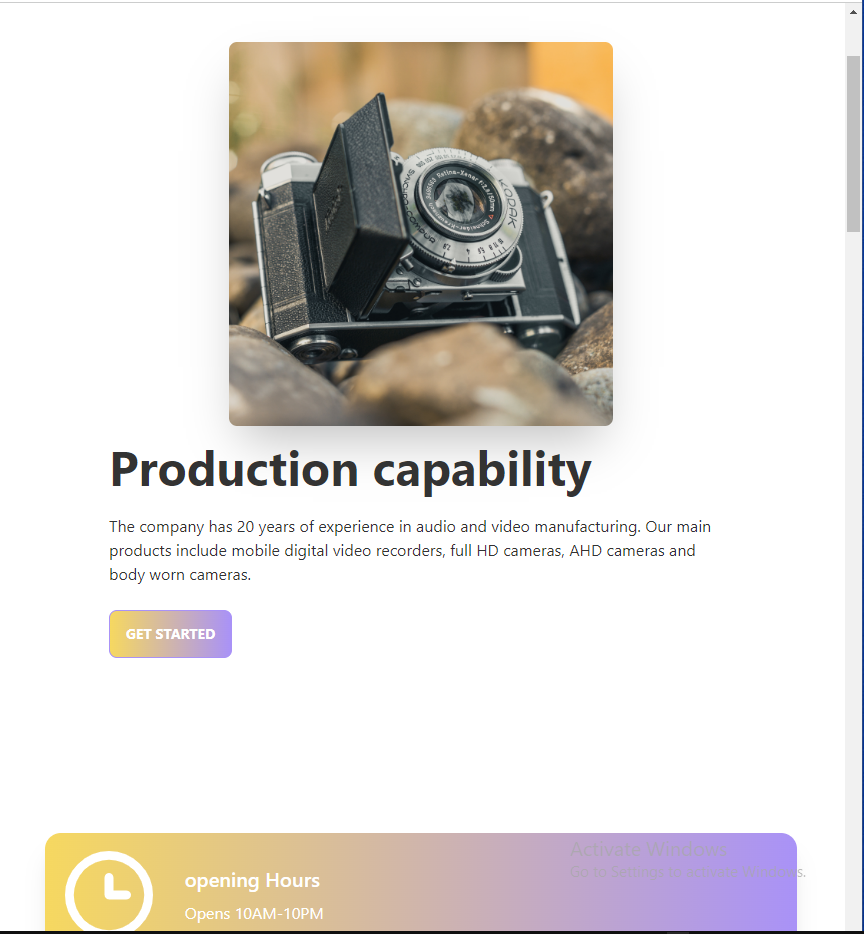 KODAK
Production capability
The company has 20 years of experience in audio and video manufacturing. Our main
products include mobile digital video recorders, full HD cameras, AHD cameras and
body worn cameras.
GET STARTED
opening Hours
Opens 10AM-10PM
Activate Windows
Go to Settings to activate Windows.